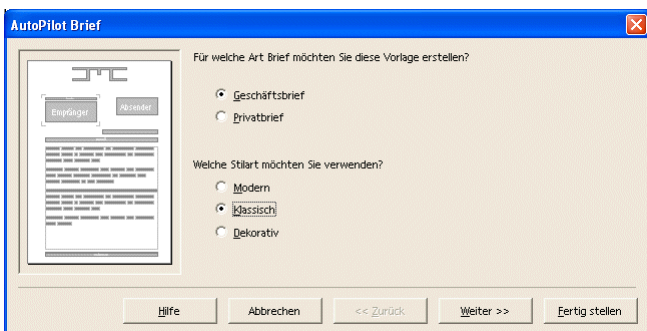 AutoPilot Brief
Für welche Art Brief möchten Sie diese Vorlage erstellen?
Empfänger
Absender
Geschäftsbrief
Privatbrief
Welche Stilart möchten Sie verwenden?
Modern
Klassisch
Dekorativ
Hilfe
Abbrechen
<< Zurück
Weiter >>
Fertig stellen